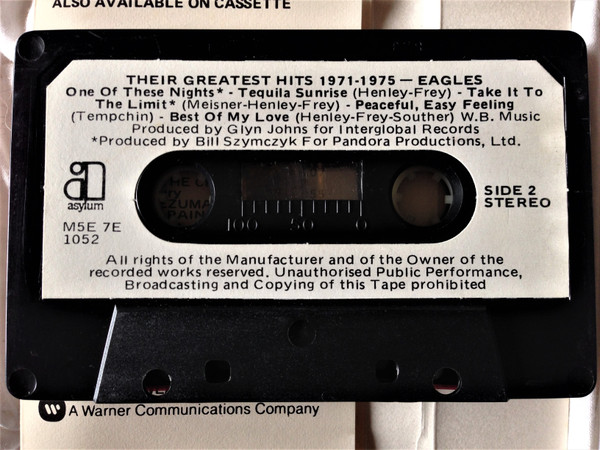 ALSO AVAILABLE ON CASSETTE
THEIR GREATEST HITS 1971-1975 — EAGLES
One Of These Nights* - Tequila Sunrise (Henley-Frey) - Take It To
The Limit* (Meisner-Henley-Frey) - Peaceful, Easy Feeling
(Tempchin) - Best Of My Love (Henley-Frey-Souther) W.B. Music
Produced by Glyn Johns for Interglobal Records
*Produced by Bill Szymczyk For Pandora Productions, Ltd.
asylum
M5E 7E
1052
ZUMA
PAIN
100 50 0
SIDE 2
STEREO
All rights of the Manufacturer and of the Owner of the
recorded works reserved. Unauthorised Public Performance,
Broadcasting and Copying of this Tape prohibited
A Warner Communications Company